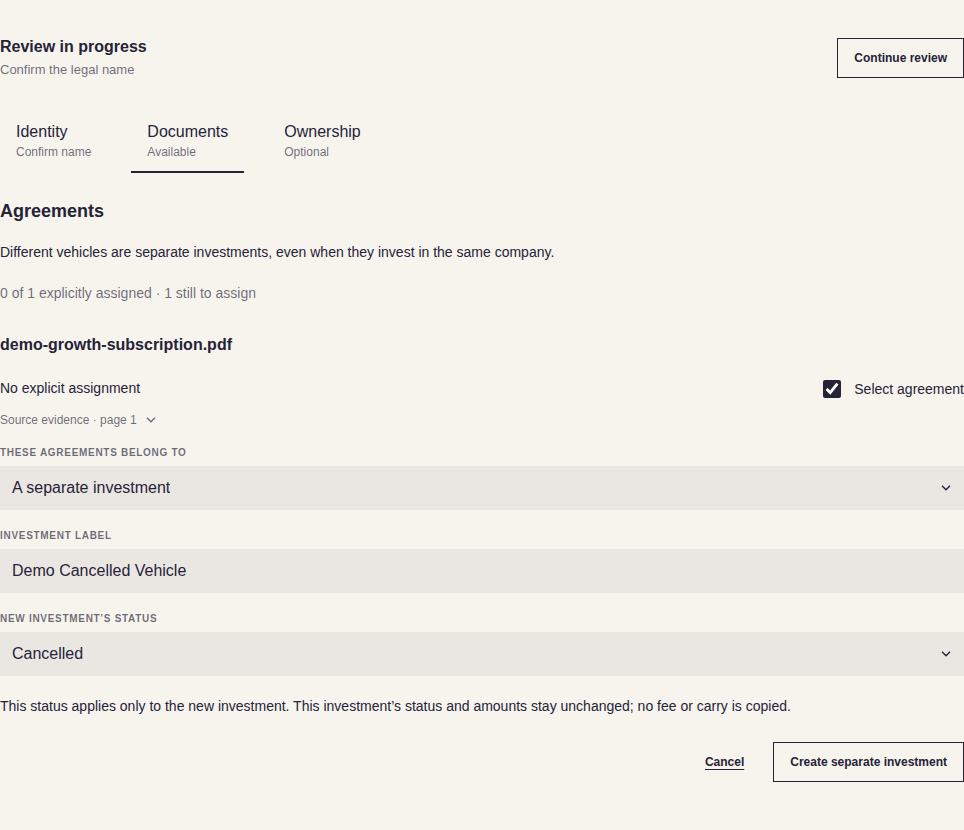 Review in progress
Confirm the legal name
Continue review
Identity
Confirm name
Documents
Available
Ownership
Optional
Agreements
Different vehicles are separate investments, even when they invest in the same company.
0 of 1 explicitly assigned · 1 still to assign
demo-growth-subscription.pdf
No explicit assignment
Select agreement
Source evidence · page 1
THESE AGREEMENTS BELONG TO
A separate investment
INVESTMENT LABEL
Demo Cancelled Vehicle
NEW INVESTMENT’S STATUS
Cancelled
This status applies only to the new investment. This investment’s status and amounts stay unchanged; no fee or carry is copied.
Cancel
Create separate investment